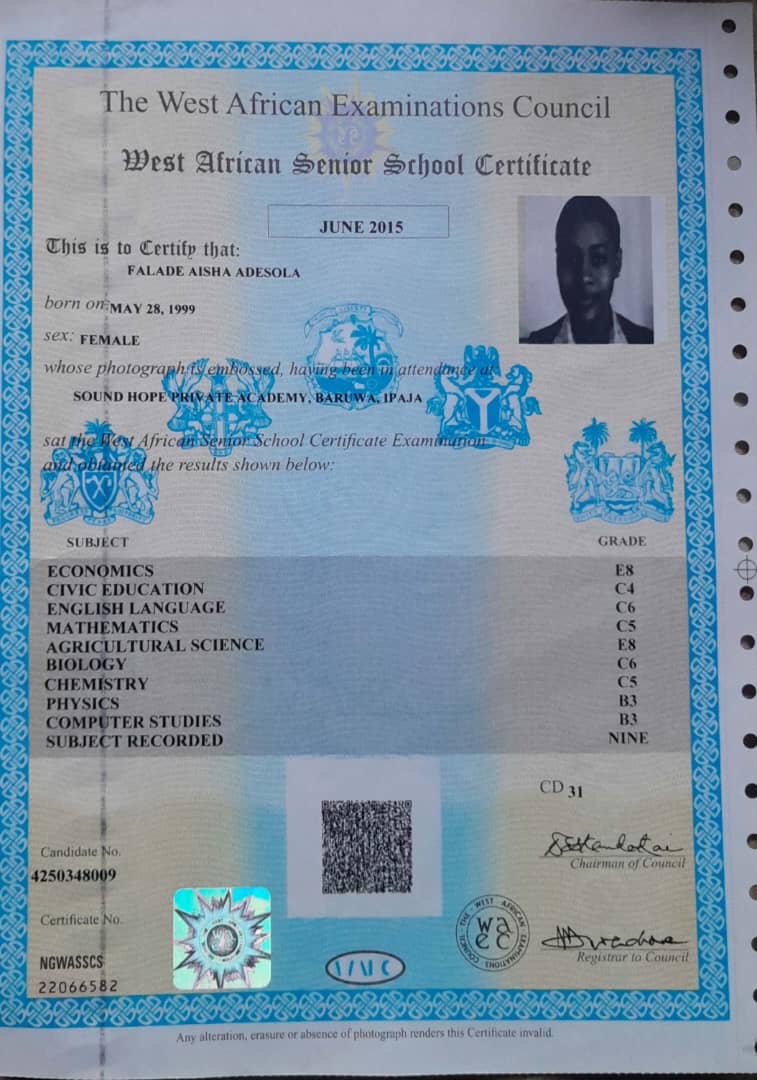 The West African Examinations Council
West African Senior School Certificate
JUNE 2015
This is to Certify that:
FALADE AISHA ADESOLA
born on: MAY 28, 1999
sex: FEMALE
whose photograph is embossed, having been in attendance at
SOUND HOPE PRIVATE ACADEMY, BARUWA, IPAJA
sat the West African Senior School Certificate Examination
and obtained the results shown below:
SUBJECT GRADE
ECONOMICS E8
CIVIC EDUCATION C4
ENGLISH LANGUAGE C6
MATHEMATICS C5
AGRICULTURAL SCIENCE E8
BIOLOGY C6
CHEMISTRY C5
PHYSICS B3
COMPUTER STUDIES B3
SUBJECT RECORDED NINE
CD 31
Chairman of Council
Candidate No.
4250348009
Certificate No.
NGWASSCS
22066582
THE WEST AFRICAN EXAMINATIONS COUNCIL
waec
WAEC
Registrar to Council
Any alteration, erasure or absence of photograph renders this Certificate invalid.